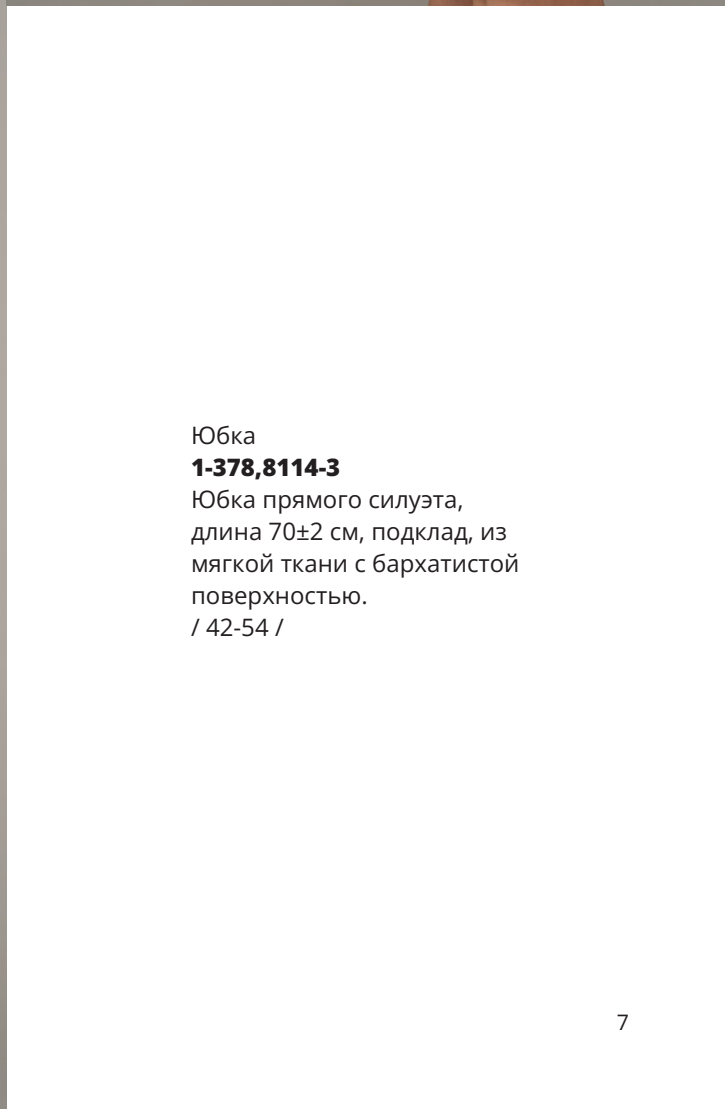 Юбка
1-378,8114-3
Юбка прямого силуэта,
длина 70±2 см, подклад, из
мягкой ткани с бархатистой
поверхностью.
/ 42-54 /
7